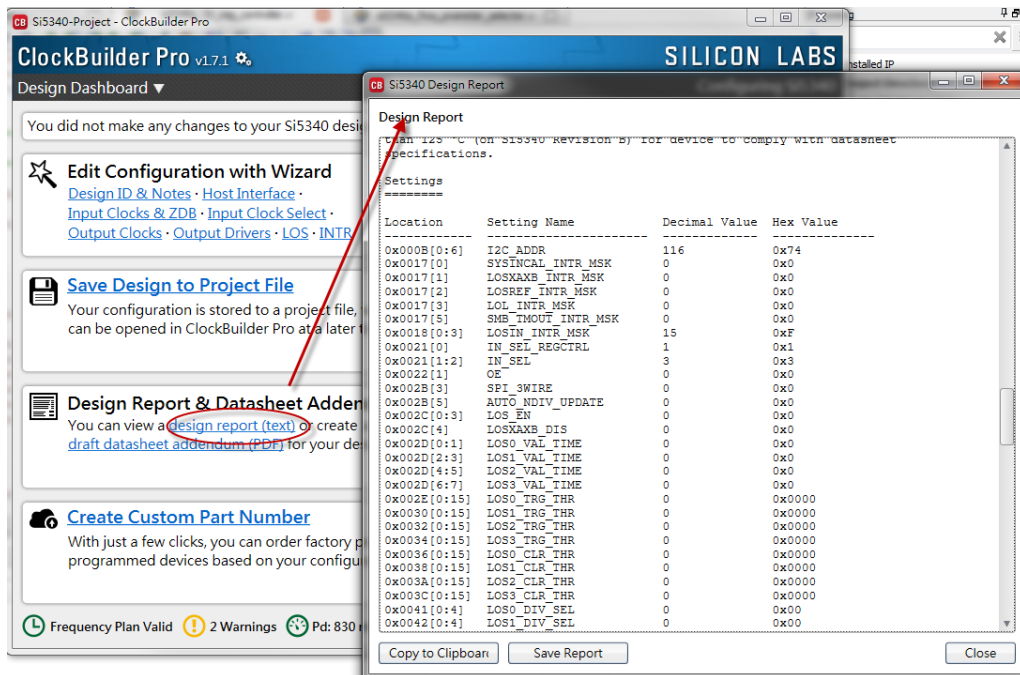 Si5340-Project - ClockBuilder Pro
ClockBuilder Pro v1.7.1
SILICON LABS
nstalled IP
Design Dashboard ▼
You did not make any changes to your Si5340 desi
Edit Configuration with Wizard
Design ID & Notes · Host Interface ·
Input Clocks & ZDB · Input Clock Select ·
Output Clocks · Output Drivers · LOS · INTR
Save Design to Project File
Your configuration is stored to a project file,
can be opened in ClockBuilder Pro at a later t
Design Report & Datasheet Adden
You can view a design report (text) or create
draft datasheet addendum (PDF) for your de
Create Custom Part Number
With just a few clicks, you can order factory p
programmed devices based on your configu
Frequency Plan Valid 2 Warnings Pd: 830
Si5340 Design Report
Configuring Si5340
Design Report
than 125 °C (on Si5340 Revision B) for device to comply with datasheet
specifications.
Settings
========
Location Setting Name Decimal Value Hex Value
------------ ---------------------- ------------- --------------
0x000B[0:6] I2C_ADDR 116 0x74
0x0017[0] SYSINCAL_INTR_MSK 0 0x0
0x0017[1] LOSXAXB_INTR_MSK 0 0x0
0x0017[2] LOSREF_INTR_MSK 0 0x0
0x0017[3] LOL_INTR_MSK 0 0x0
0x0017[5] SMB_TMOUT_INTR_MSK 0 0x0
0x0018[0:3] LOSIN_INTR_MSK 15 0xF
0x0021[0] IN_SEL_REGCTRL 1 0x1
0x0021[1:2] IN_SEL 3 0x3
0x0022[1] OE 0 0x0
0x002B[3] SPI_3WIRE 0 0x0
0x002B[5] AUTO_NDIV_UPDATE 0 0x0
0x002C[0:3] LOS_EN 0 0x0
0x002C[4] LOSXAXB_DIS 0 0x0
0x002D[0:1] LOS0_VAL_TIME 0 0x0
0x002D[2:3] LOS1_VAL_TIME 0 0x0
0x002D[4:5] LOS2_VAL_TIME 0 0x0
0x002D[6:7] LOS3_VAL_TIME 0 0x0
0x002E[0:15] LOS0_TRG_THR 0 0x0000
0x0030[0:15] LOS1_TRG_THR 0 0x0000
0x0032[0:15] LOS2_TRG_THR 0 0x0000
0x0034[0:15] LOS3_TRG_THR 0 0x0000
0x0036[0:15] LOS0_CLR_THR 0 0x0000
0x0038[0:15] LOS1_CLR_THR 0 0x0000
0x003A[0:15] LOS2_CLR_THR 0 0x0000
0x003C[0:15] LOS3_CLR_THR 0 0x0000
0x0041[0:4] LOS0_DIV_SEL 0 0x00
0x0042[0:4] LOS1_DIV_SEL 0 0x00
Copy to Clipboar Save Report Close